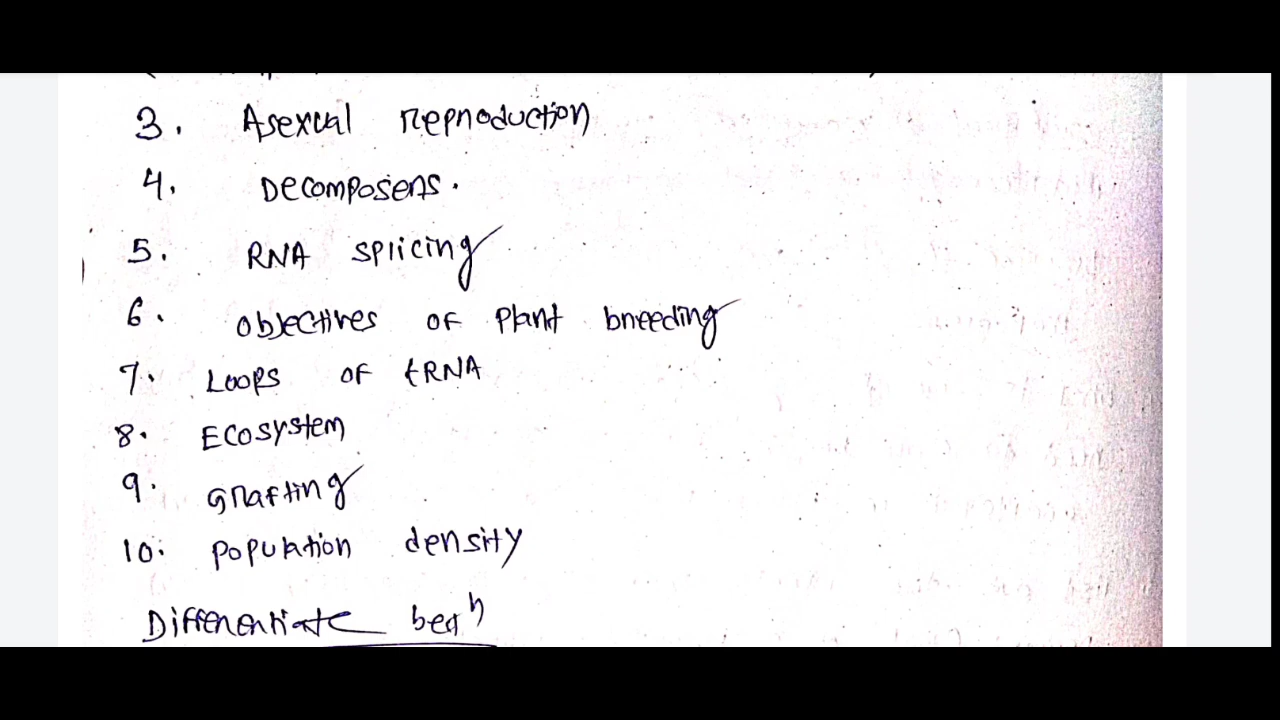 3. Asexual reproduction
4. Decomposers.
5. RNA splicing
6. Objectives of Plant breeding
7. Loops of tRNA
8. Ecosystem
9. Grafting
10. Population density
Differentiate betn